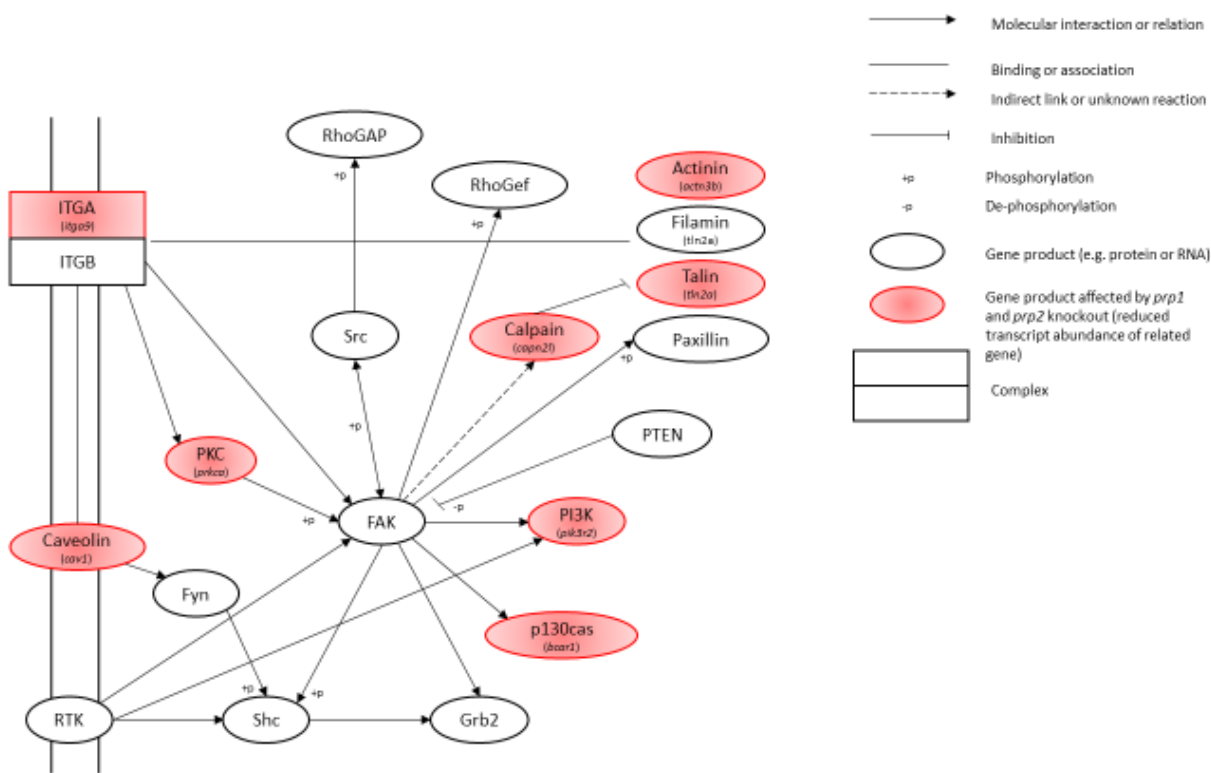 Molecular interaction or relation
Binding or association
Indirect link or unknown reaction
Inhibition
+p
Phosphorylation
-p
De-phosphorylation
Gene product (e.g. protein or RNA)
Gene product affected by prp1
and prp2 knockout (reduced
transcript abundance of related
gene)
Complex
RhoGAP
+p
RhoGef
+p
Actinin
(actn3b)
Filamin
(tln2a)
Talin
(tln2a)
ITGA
(itga9)
ITGB
Src
+p
Calpain
(capn2l)
Paxillin
+p
PTEN
-p
PKC
(prkca)
+p
FAK
PI3K
(pik3r2)
Caveolin
(cav1)
Fyn
p130cas
(bcar1)
+p
+p
RTK
Shc
Grb2